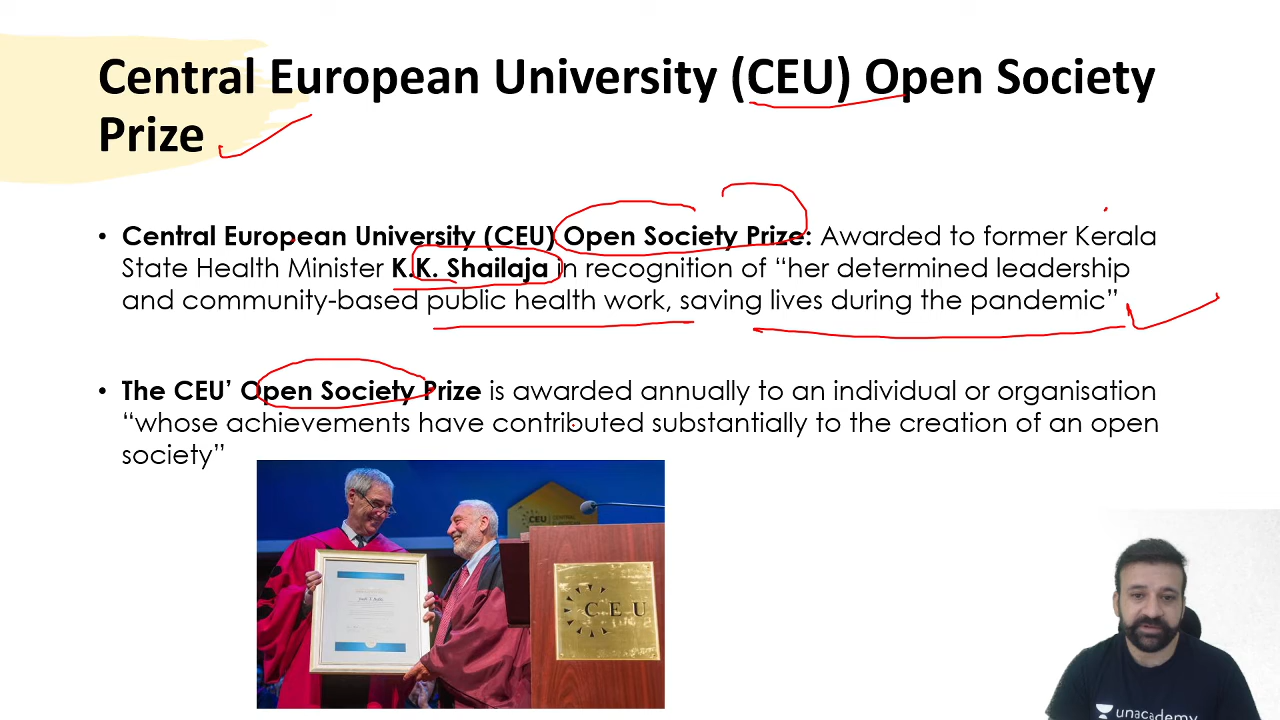 Central European University (CEU) Open Society
Prize
• Central European University (CEU) Open Society Prize: Awarded to former Kerala
State Health Minister K.K. Shailaja in recognition of “her determined leadership
and community-based public health work, saving lives during the pandemic”
• The CEU’ Open Society Prize is awarded annually to an individual or organisation
“whose achievements have contributed substantially to the creation of an open
society”
CEU
CEU
unacademy